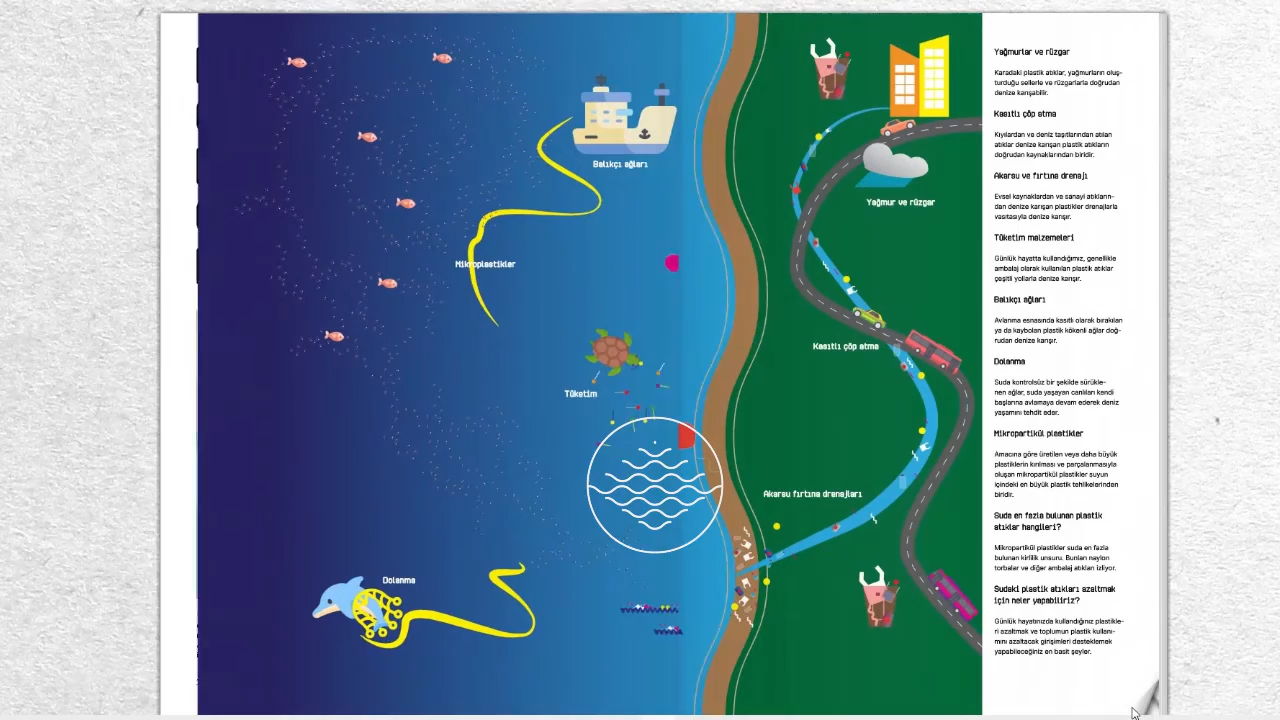 Balıkçı ağları
Mikroplastikler
Tüketim
Dolanma
Yağmur ve rüzgar
Kasıtlı çöp atma
Akarsu fırtına drenajları
Yağmurlar ve rüzgar
Karadaki plastik atıklar, yağmurların oluş-
turduğu sellerle ve rüzgarlarla doğrudan
denize karışabilir.
Kasıtlı çöp atma
Kıyılardan ve deniz taşıtlarından atılan
atıklar denize karışan plastik atıkların
doğrudan kaynaklarından biridir.
Akarsu ve fırtına drenajı
Evsel kaynaklardan ve sanayi atıkların-
dan denize karışan plastikler drenajlarla
vasıtasıyla denize karışır.
Tüketim malzemeleri
Günlük hayatta kullandığımız, genellikle
ambalaj olarak kullanılan plastik atıklar
çeşitli yollarla denize karışır.
Balıkçı ağları
Avlanma esnasında kasıtlı olarak bırakılan
ya da kaybolan plastik kökenli ağlar doğ-
rudan denize karışır.
Dolanma
Suda kontrolsüz bir şekilde sürükle-
nen ağlar, suda yaşayan canlıları kendi
başlarına avlamaya devam ederek deniz
yaşamını tehdit eder.
Mikropartikül plastikler
Amacına göre üretilen veya daha büyük
plastiklerin kırılması ve parçalanmasıyla
oluşan mikropartikül plastikler suyun
içindeki en büyük plastik tehlikelerinden
biridir.
Suda en fazla bulunan plastik
atıklar hangileri?
Mikropartikül plastikler suda en fazla
bulunan kirlilik unsuru. Bunları naylon
torbalar ve diğer ambalaj atıkları izliyor.
Sudaki plastik atıkları azaltmak
için neler yapabiliriz?
Günlük hayatınızda kullandığınız plastikle-
ri azaltmak ve toplumun plastik kullanı-
mını azaltacak girişimleri desteklemek
yapabileceğiniz en basit şeyler.